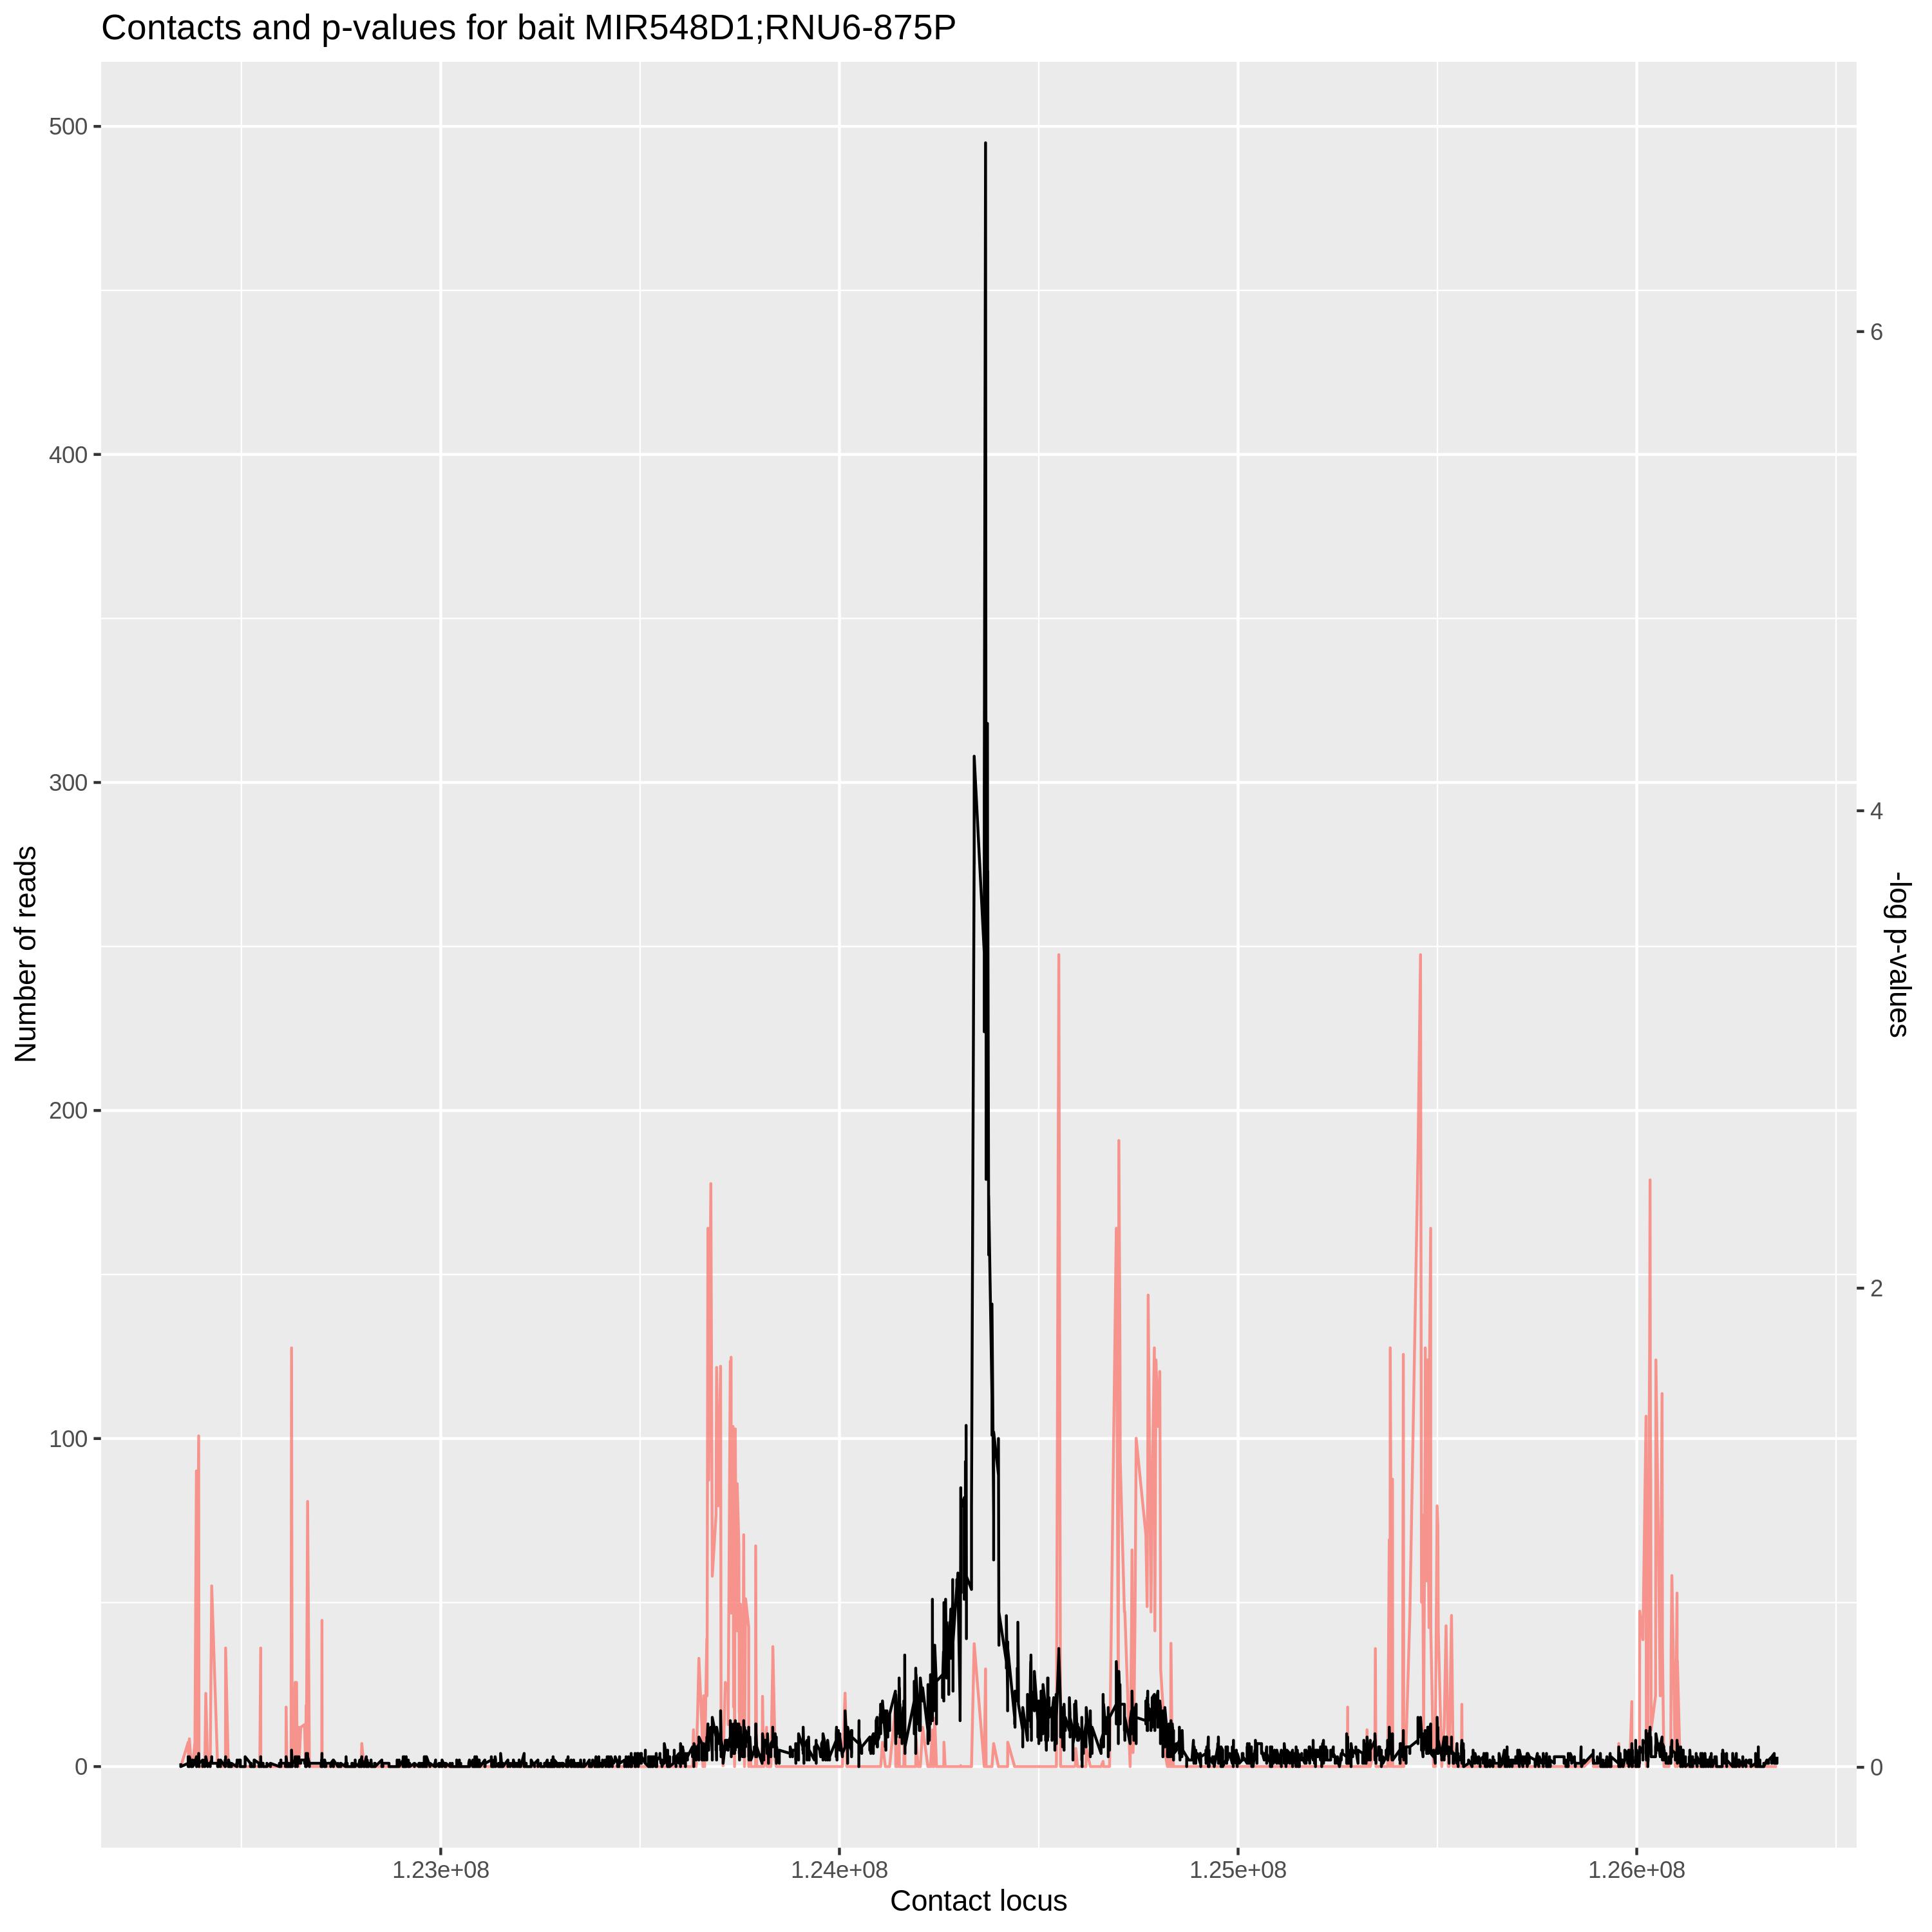 Contacts and p-values for bait MIR548D1;RNU6-875P
500
400
300
200
100
0
Number of reads
6
4
2
0
-log p-values
1.23e+08
1.24e+08
1.25e+08
1.26e+08
Contact locus